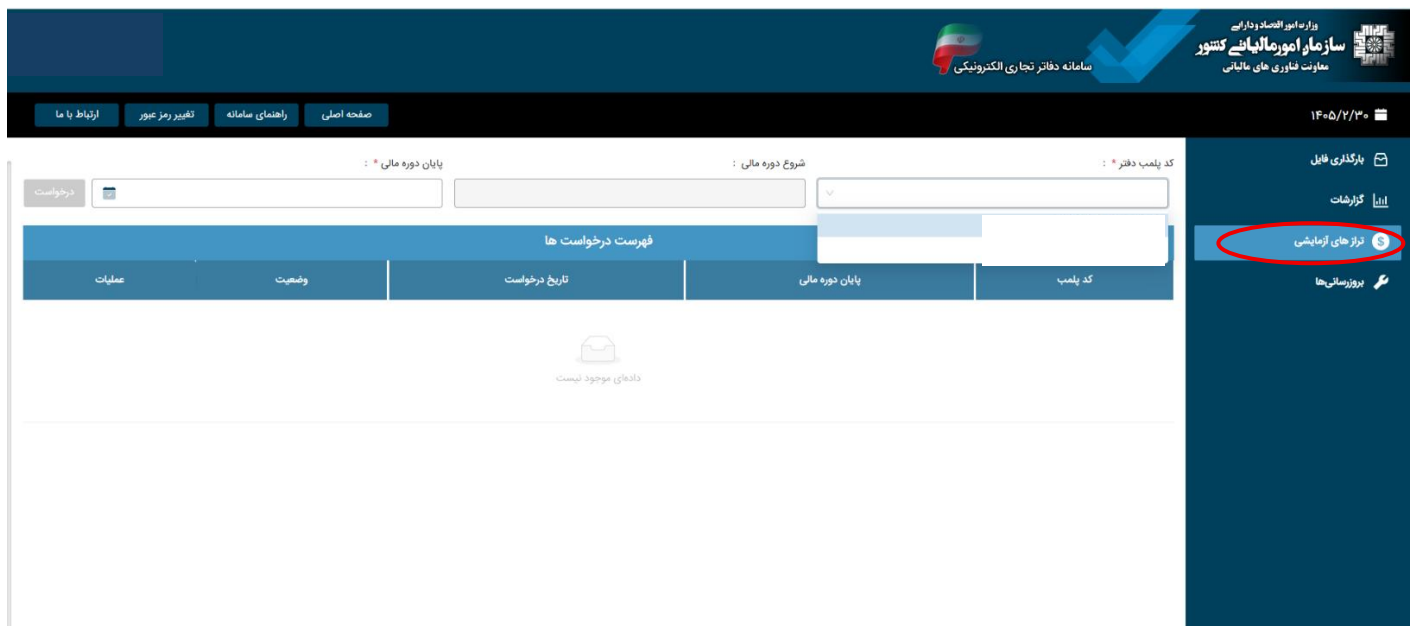 وزارت امور اقتصاد و دارایی
سازمان امور مالیاتی کشور
معاونت فناوری های مالیاتی
سامانه دفاتر تجاری الکترونیکی
۱۴۰۵/۲/۳۰
صفحه اصلی
راهنمای سامانه
تغییر رمز عبور
ارتباط با ما
بارگذاری فایل
گزارشات
تراز های آزمایشی
بروزرسانی‌ها
کد پلمب دفتر * :
شروع دوره مالی :
پایان دوره مالی * :
درخواست
فهرست درخواست ها
کد پلمب
پایان دوره مالی
تاریخ درخواست
وضعیت
عملیات
داده‌ای موجود نیست